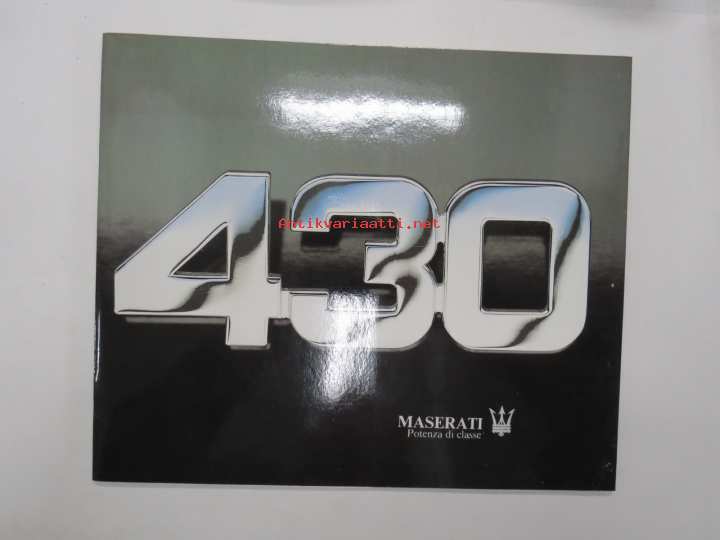 430
Antikvariaatti.net
MASERATI
Potenza di classe